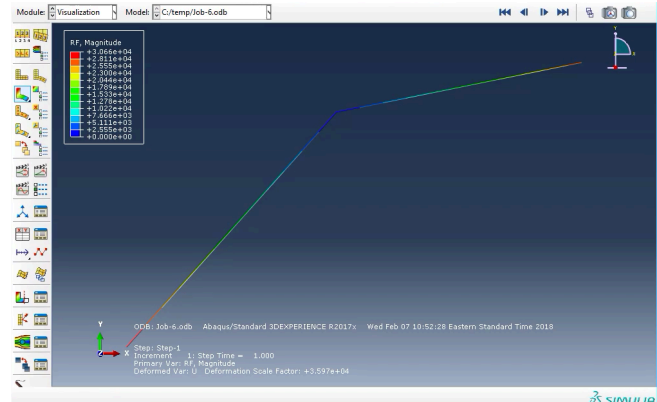 Module: Visualization Model: C:/temp/Job-6.odb
RF, Magnitude
+3.066e+04
+2.811e+04
+2.555e+04
+2.300e+04
+2.044e+04
+1.789e+04
+1.533e+04
+1.278e+04
+1.022e+04
+7.666e+03
+5.111e+03
+2.555e+03
+0.000e+00
Y
X
Y
X
ODB: Job-6.odb Abaqus/Standard 3DEXPERIENCE R2017x Wed Feb 07 10:52:28 Eastern Standard Time 2018
Step: Step-1
Increment 1: Step Time = 1.000
Primary Var: RF, Magnitude
Deformed Var: U Deformation Scale Factor: +3.597e+04
SIMULIA